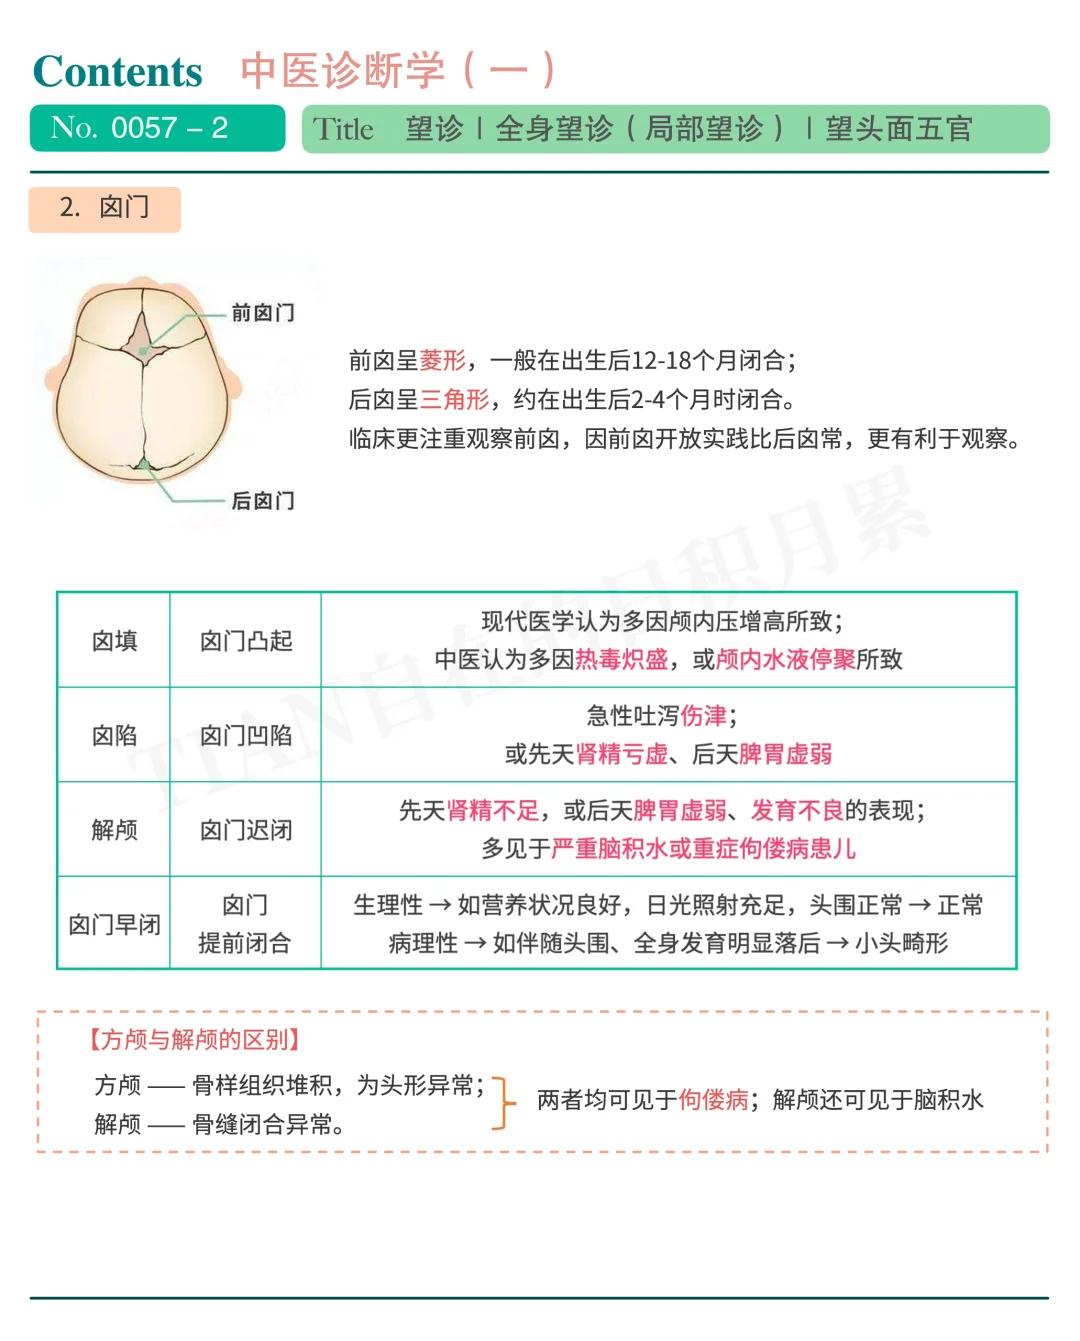 Contents 中医诊断学（一）
No. 0057 – 2
Title 望诊 | 全身望诊（局部望诊）| 望头面五官
2. 囟门
前囟门
前囟呈菱形，一般在出生后12-18个月闭合；
后囟呈三角形，约在出生后2-4个月时闭合。
临床更注重观察前囟，因前囟开放实践比后囟常，更有利于观察。
后囟门
TIAN自在的日积月累
囟填 囟门凸起 现代医学认为多因颅内压增高所致；
中医认为多因热毒炽盛，或颅内水液停聚所致
囟陷 囟门凹陷 急性吐泻伤津；
或先天肾精亏虚、后天脾胃虚弱
解颅 囟门迟闭 先天肾精不足，或后天脾胃虚弱、发育不良的表现；
多见于严重脑积水或重症佝偻病患儿
囟门早闭 囟门
提前闭合
生理性 → 如营养状况良好，日光照射充足，头围正常 → 正常
病理性 → 如伴随头围、全身发育明显落后 → 小头畸形
【方颅与解颅的区别】
方颅 —— 骨样组织堆积，为头形异常；
解颅 —— 骨缝闭合异常。
两者均可见于佝偻病；解颅还可见于脑积水